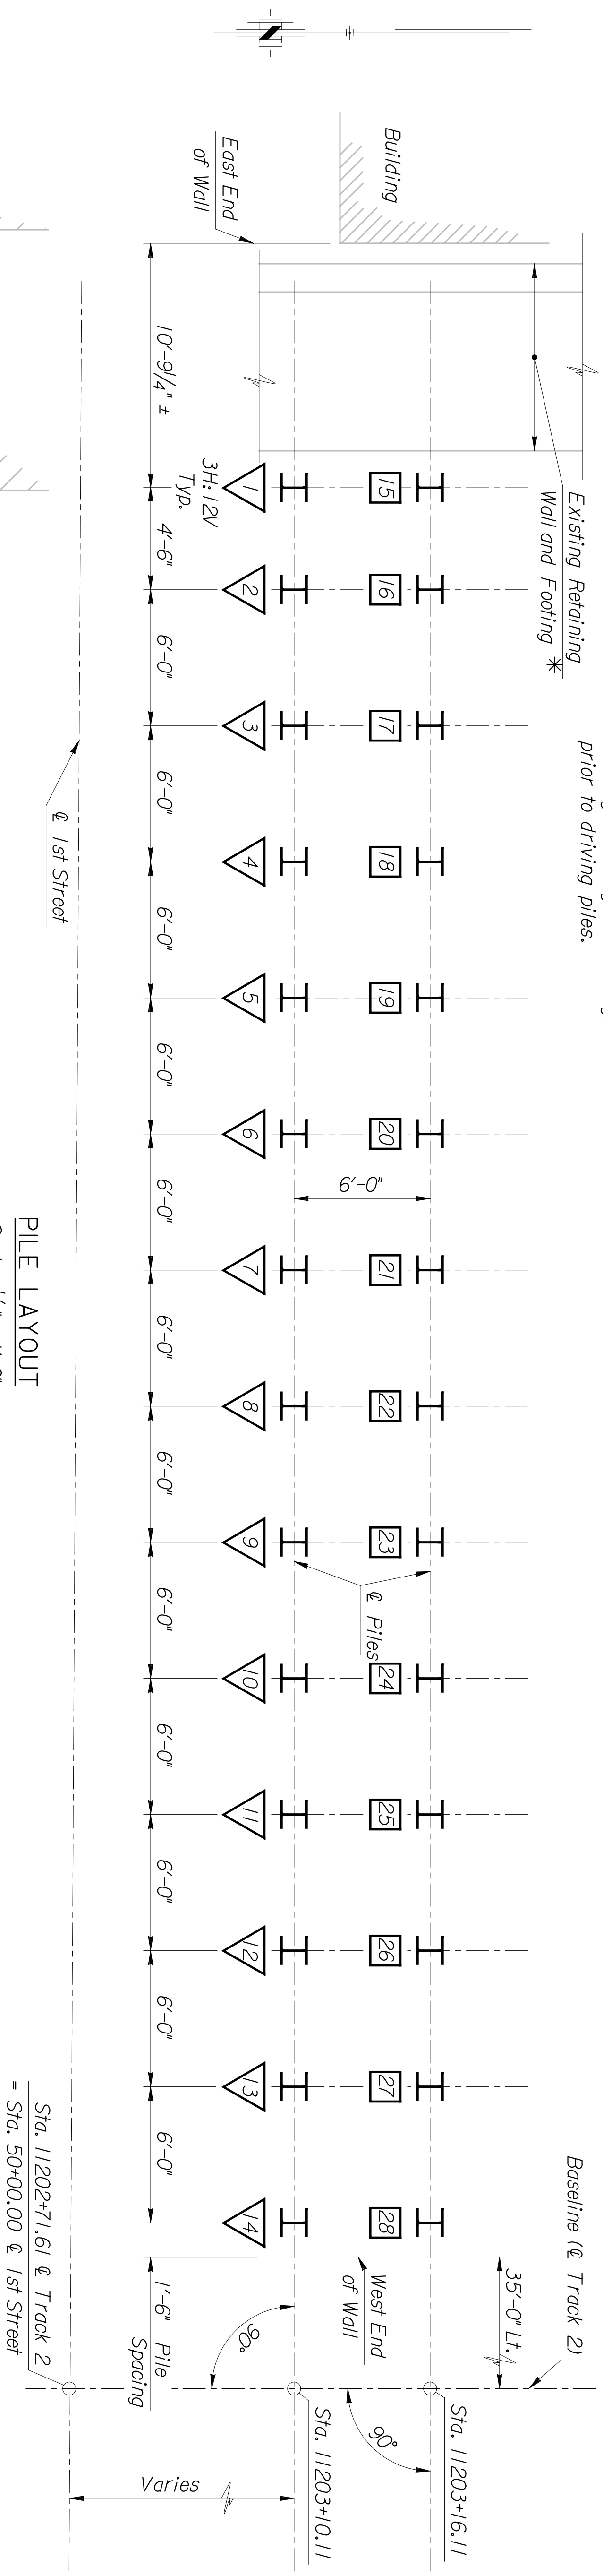 Building
East End
of Wall
10'-9 1/4" ±
Existing Retaining
Wall and Footing *
prior to driving piles.
3H:12V
Typ.
1
15
4'-6"
2
16
6'-0"
3
17
6'-0"
4
18
℄ 1st Street
6'-0"
5
19
6'-0"
6
20
6'-0"
6'-0"
7
21
6'-0"
8
22
6'-0"
9
23
℄ Piles
6'-0"
10
24
6'-0"
11
25
6'-0"
12
26
6'-0"
13
27
6'-0"
14
28
PILE LAYOUT
1'-6" Pile
Spacing
West End
of Wall
35'-0" Lt.
Baseline (℄ Track 2)
90°
90°
Sta. 11203+10.11
Sta. 11203+16.11
Sta. 11202+71.61 ℄ Track 2
= Sta. 50+00.00 ℄ 1st Street
Varies